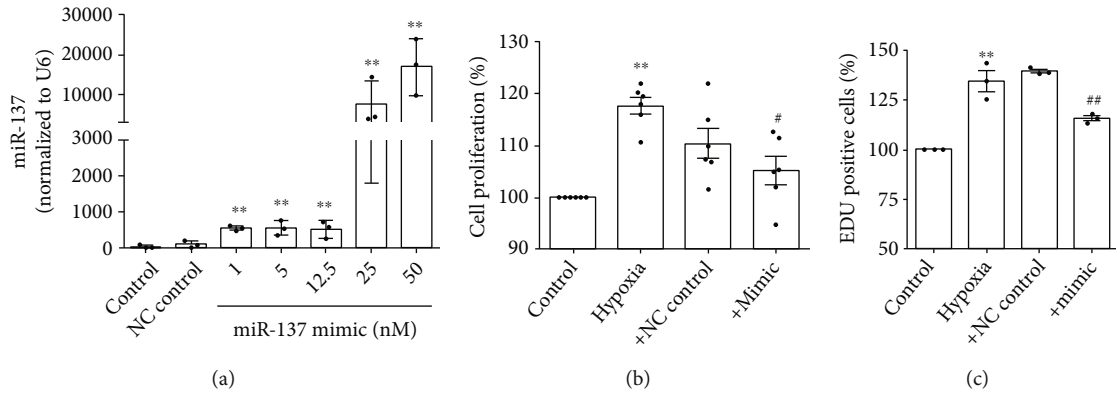 miR-137
(normalized to U6)
30000
20000
10000
3000
2000
1000
0
**
**
**
**
**
Control
NC control
1
5
12.5
25
50
miR-137 mimic (nM)
(a)
Cell proliferation (%)
130
120
110
100
90
**
#
Control
Hypoxia
+NC control
+Mimic
(b)
EDU positive cells (%)
150
100
75
50
**
##
Control
Hypoxia
+NC control
+mimic
(c)